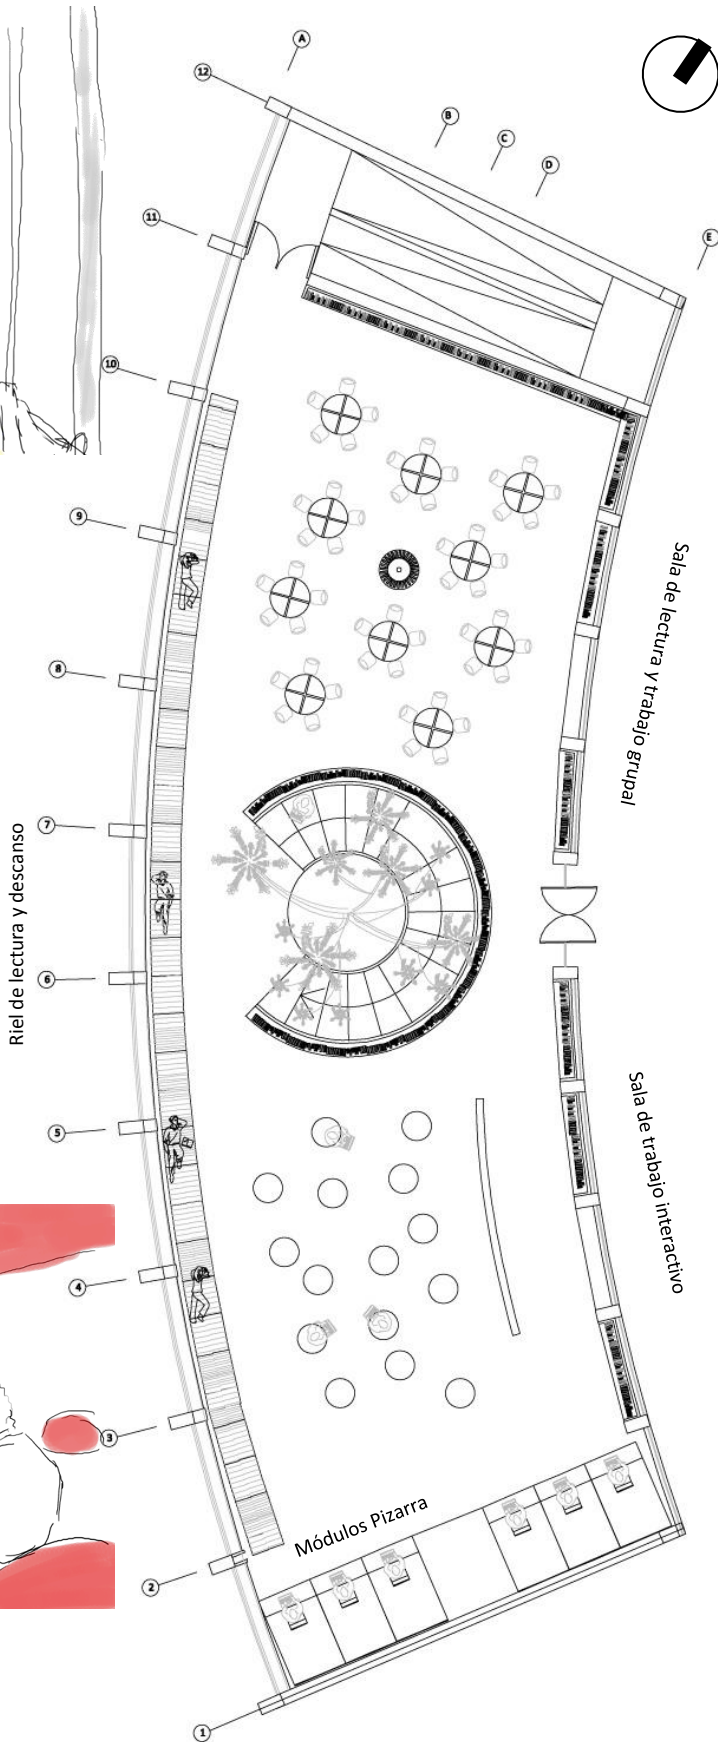 A
12
B
C
D
11
E
10
9
Sala de lectura y trabajo grupal
8
7
Riel de lectura y descanso
6
Sala de trabajo interactivo
5
4
3
Módulos Pizarra
2
1